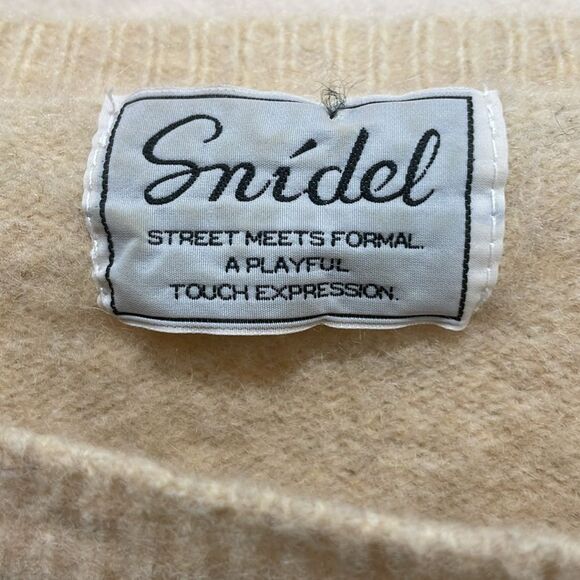 Snídel
STREET MEETS FORMAL.
A PLAYFUL
TOUCH EXPRESSION.